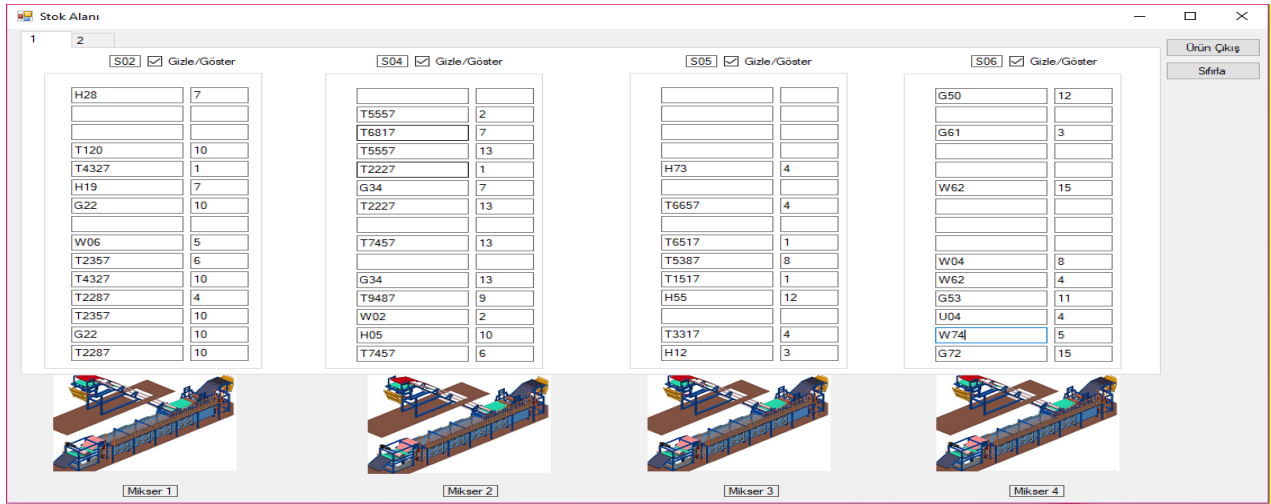 Stok Alanı
1 2
Ürün Çıkış
Sıfırla
S02 Gizle/Göster S04 Gizle/Göster S05 Gizle/Göster S06 Gizle/Göster
H28 7 G50 12
T5557 2
T6817 7 G61 3
T120 10 T5557 13
T4327 1 T2227 1 H73 4
H19 7 G34 7 W62 15
G22 10 T2227 13 T6657 4
W06 5 T7457 13 T6517 1
T2357 6 T5387 8 W04 8
T4327 10 G34 13 T1517 1 W62 4
T2287 4 T9487 9 H55 12 G53 11
T2357 10 W02 2 U04 4
G22 10 H05 10 T3317 4 W74 5
T2287 10 T7457 6 H12 3 G72 15
Mikser 1 Mikser 2 Mikser 3 Mikser 4